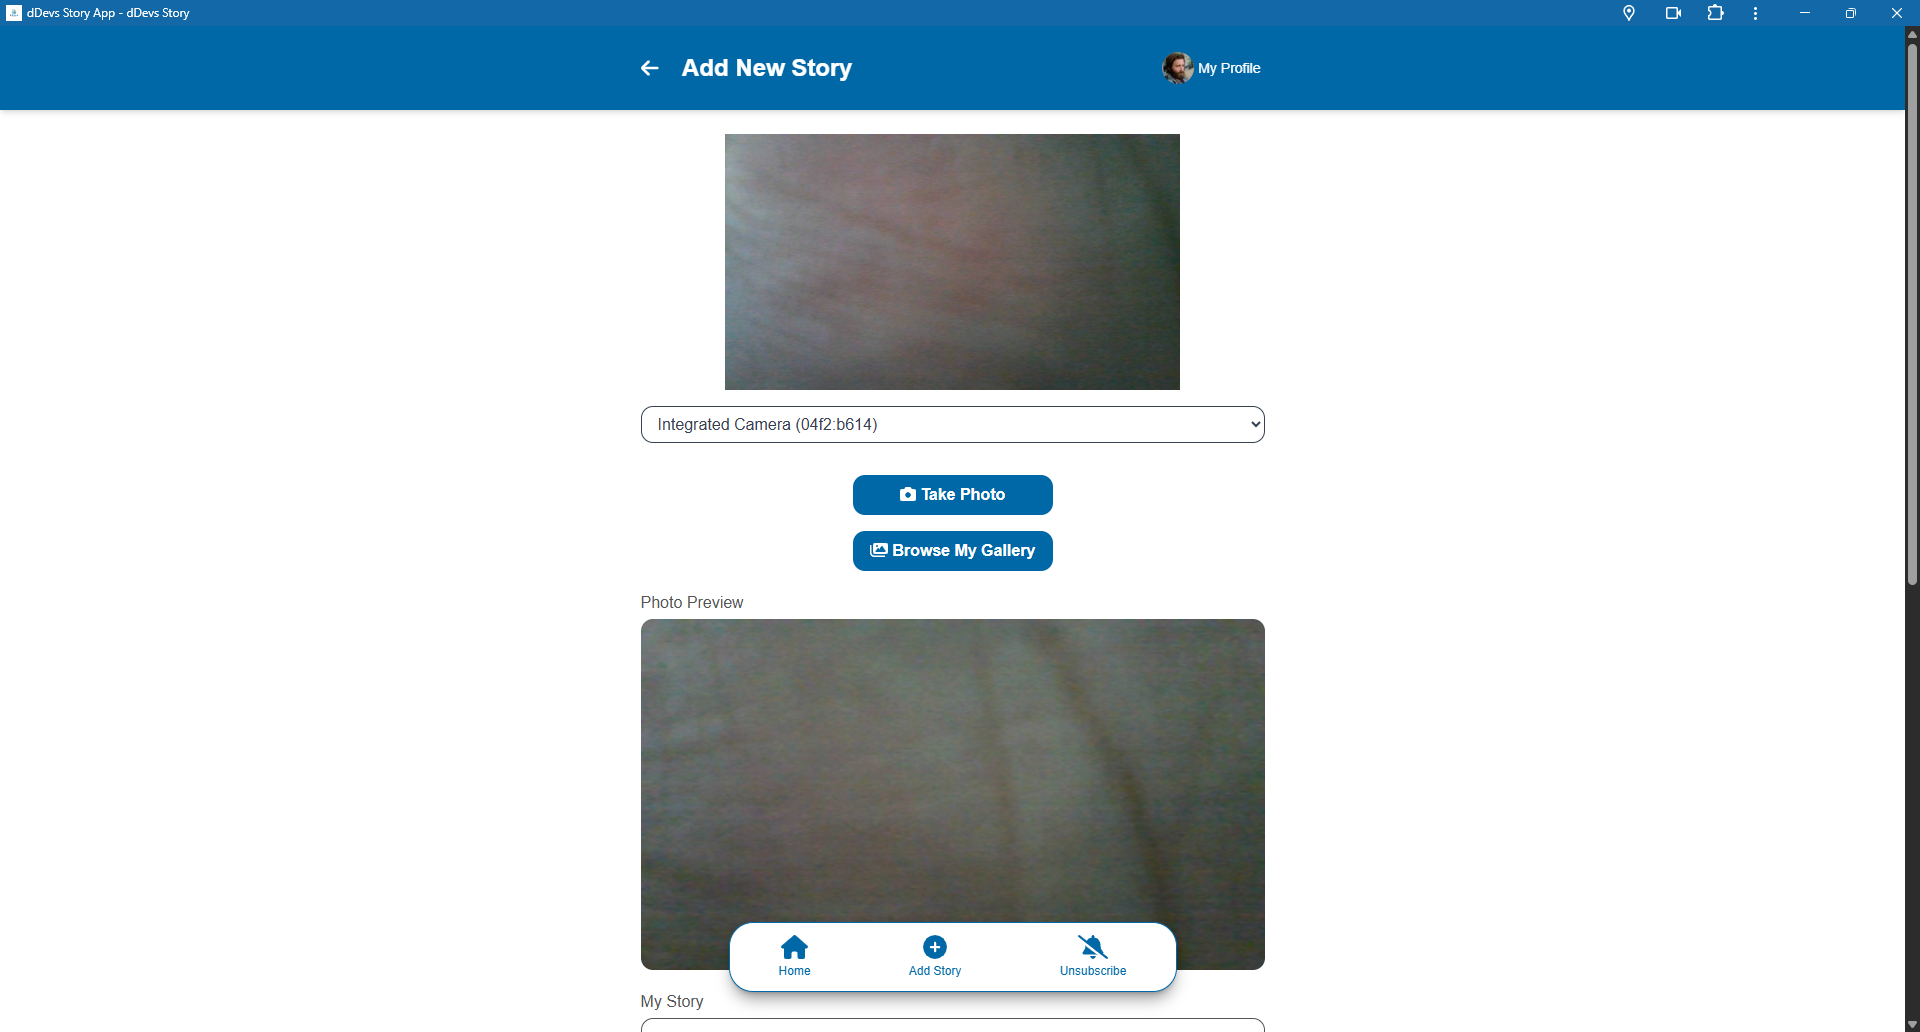 dDevs Story App - dDevs Story
Add New Story
My Profile
Integrated Camera (04f2:b614)
Take Photo
Browse My Gallery
Photo Preview
Home
Add Story
Unsubscribe
My Story